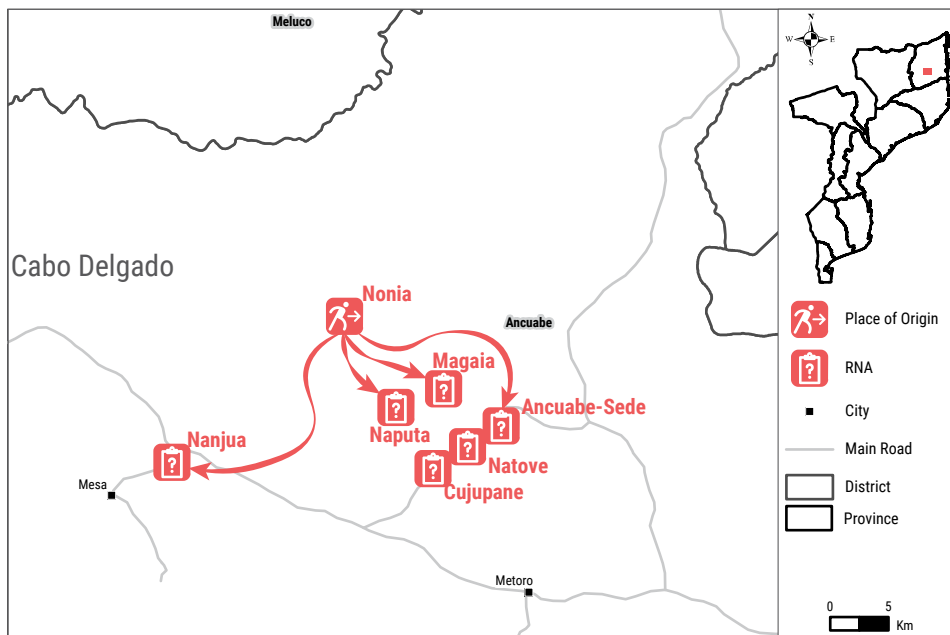 Meluco
N
W
E
S
Cabo Delgado
Nonia
Ancuabe
Magaia
Ancuabe-Sede
Naputa
Nanjua
Natove
Cujupane
Mesa
Metoro
Place of Origin
RNA
City
Main Road
District
Province
0 5
Km